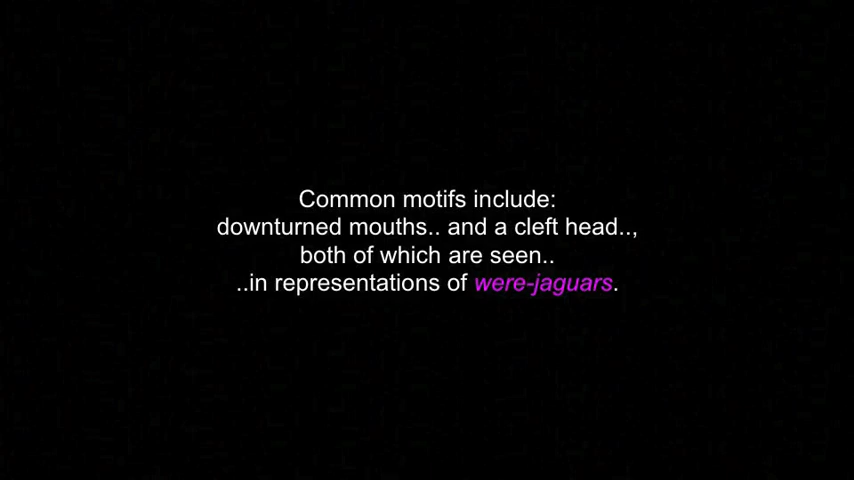 Common motifs include:
downturned mouths.. and a cleft head..,
both of which are seen..
..in representations of were-jaguars.